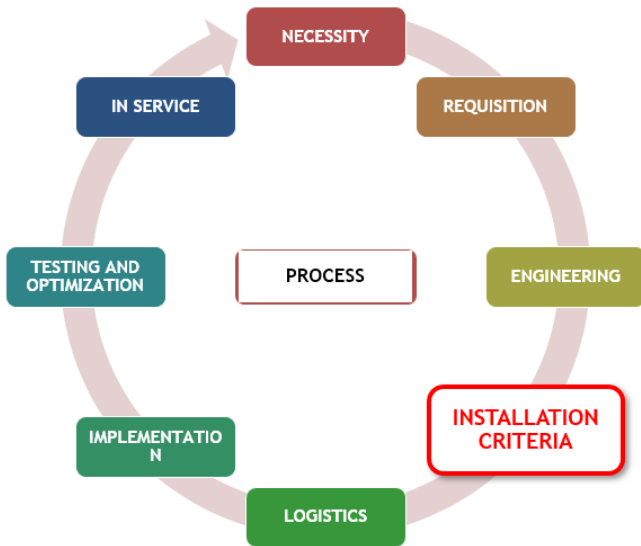 NECESSITY
REQUISITION
ENGINEERING
INSTALLATION
CRITERIA
LOGISTICS
IMPLEMENTATIO
N
TESTING AND
OPTIMIZATION
IN SERVICE
PROCESS